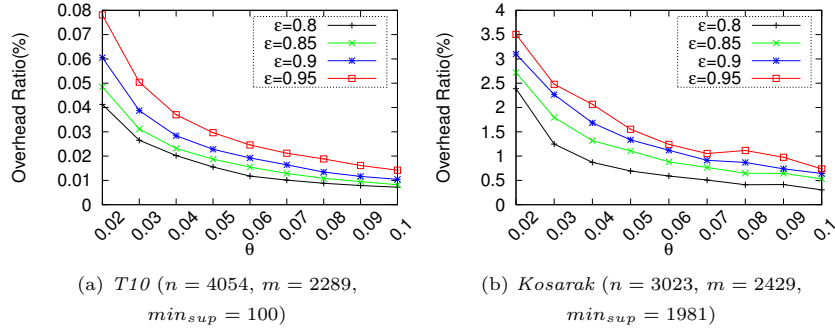 0.08
0.07
0.06
0.05
0.04
0.03
0.02
0.01
0
Overhead Ratio(%)
ε=0.8
ε=0.85
ε=0.9
ε=0.95
0.02 0.03 0.04 0.05 0.06 0.07 0.08 0.09 0.1
θ
(a) T10 (n = 4054, m = 2289,
min_sup = 100)
4
3.5
3
2.5
2
1.5
1
0.5
0
Overhead Ratio(%)
ε=0.8
ε=0.85
ε=0.9
ε=0.95
0.02 0.03 0.04 0.05 0.06 0.07 0.08 0.09 0.1
θ
(b) Kosarak (n = 3023, m = 2429,
min_sup = 1981)